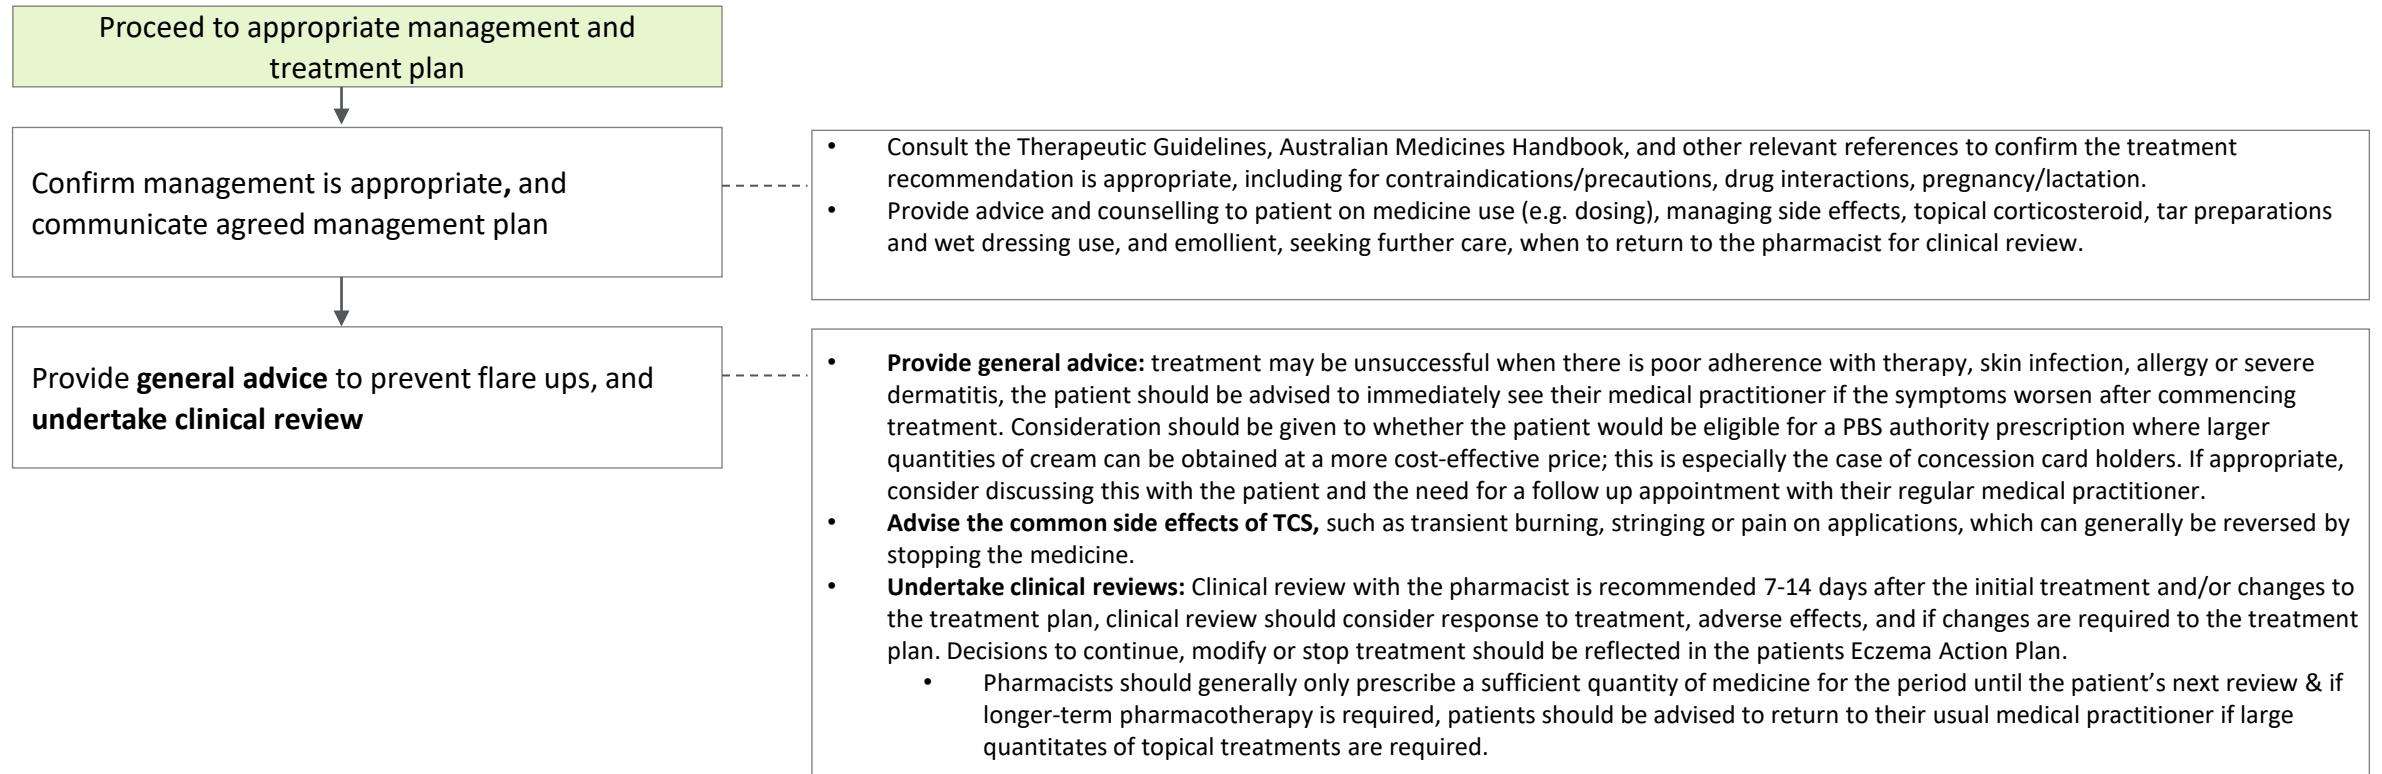 Proceed to appropriate management and
treatment plan
Confirm management is appropriate, and
communicate agreed management plan
• Consult the Therapeutic Guidelines, Australian Medicines Handbook, and other relevant references to confirm the treatment
recommendation is appropriate, including for contraindications/precautions, drug interactions, pregnancy/lactation.
• Provide advice and counselling to patient on medicine use (e.g. dosing), managing side effects, topical corticosteroid, tar preparations
and wet dressing use, and emollient, seeking further care, when to return to the pharmacist for clinical review.
Provide general advice to prevent flare ups, and
undertake clinical review
• Provide general advice: treatment may be unsuccessful when there is poor adherence with therapy, skin infection, allergy or severe
dermatitis, the patient should be advised to immediately see their medical practitioner if the symptoms worsen after commencing
treatment. Consideration should be given to whether the patient would be eligible for a PBS authority prescription where larger
quantities of cream can be obtained at a more cost-effective price; this is especially the case of concession card holders. If appropriate,
consider discussing this with the patient and the need for a follow up appointment with their regular medical practitioner.
• Advise the common side effects of TCS, such as transient burning, stringing or pain on applications, which can generally be reversed by
stopping the medicine.
• Undertake clinical reviews: Clinical review with the pharmacist is recommended 7-14 days after the initial treatment and/or changes to
the treatment plan, clinical review should consider response to treatment, adverse effects, and if changes are required to the treatment
plan. Decisions to continue, modify or stop treatment should be reflected in the patients Eczema Action Plan.
• Pharmacists should generally only prescribe a sufficient quantity of medicine for the period until the patient’s next review & if
longer-term pharmacotherapy is required, patients should be advised to return to their usual medical practitioner if large
quantitates of topical treatments are required.